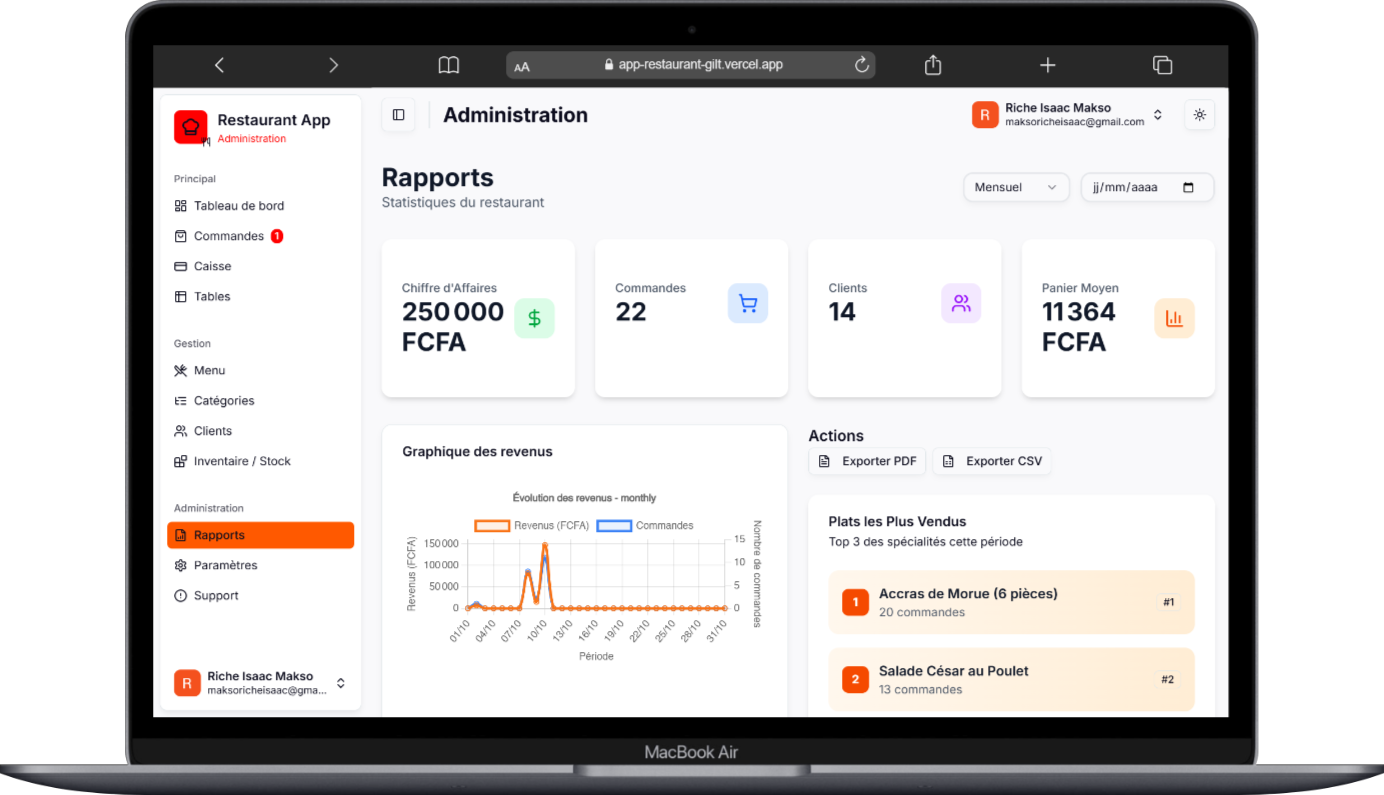 AA app-restaurant-gilt.vercel.app
Restaurant App
Administration
Principal
Tableau de bord
Commandes 1
Caisse
Tables
Gestion
Menu
Catégories
Clients
Inventaire / Stock
Administration
Rapports
Paramètres
Support
R Riche Isaac Makso
maksoricheisaac@gma...
Administration
R Riche Isaac Makso
maksoricheisaac@gmail.com
Rapports
Statistiques du restaurant
Mensuel
jj/mm/aaaa
Chiffre d'Affaires
250 000
FCFA
$
Commandes
22
Clients
14
Panier Moyen
11 364
FCFA
Graphique des revenus
Évolution des revenus - monthly
Revenus (FCFA) Commandes
Revenus (FCFA)
150 000
100 000
50 000
0
15
10
5
0
Nombre de commandes
01/10 04/10 07/10 10/10 13/10 16/10 19/10 22/10 25/10 28/10 31/10
Période
Actions
Exporter PDF Exporter CSV
Plats les Plus Vendus
Top 3 des spécialités cette période
1 Accras de Morue (6 pièces) #1
20 commandes
2 Salade César au Poulet #2
13 commandes
MacBook Air